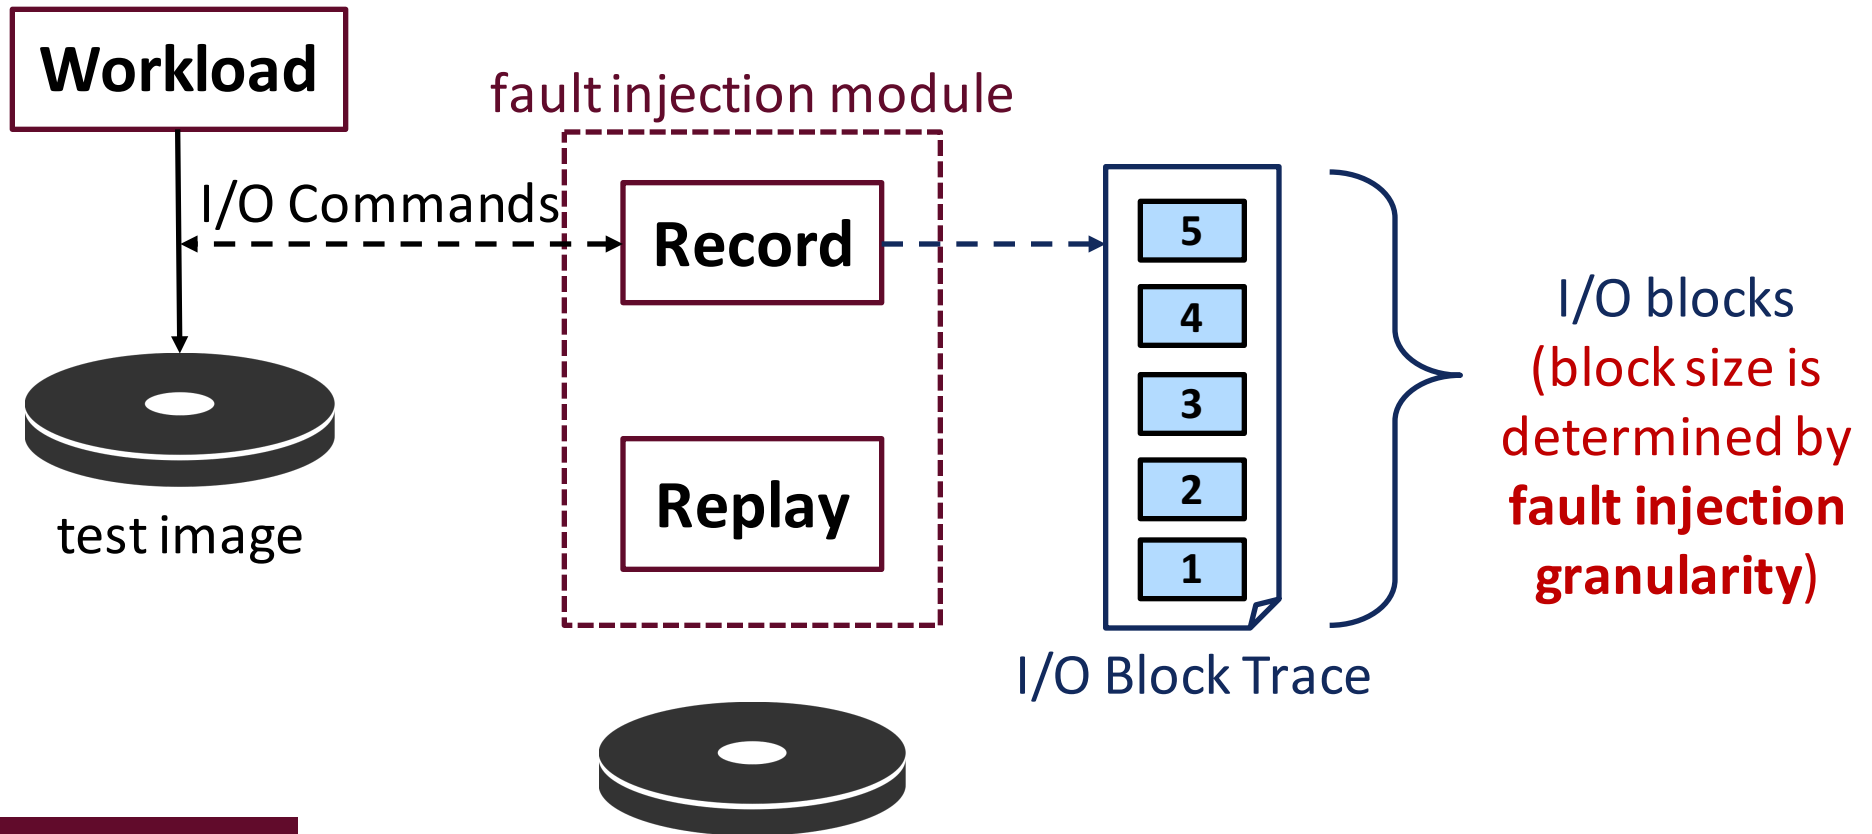 Workload
fault injection module
I/O Commands
Record
Replay
test image
5
4
3
2
1
I/O Block Trace
I/O blocks
(block size is
determined by
fault injection
granularity)